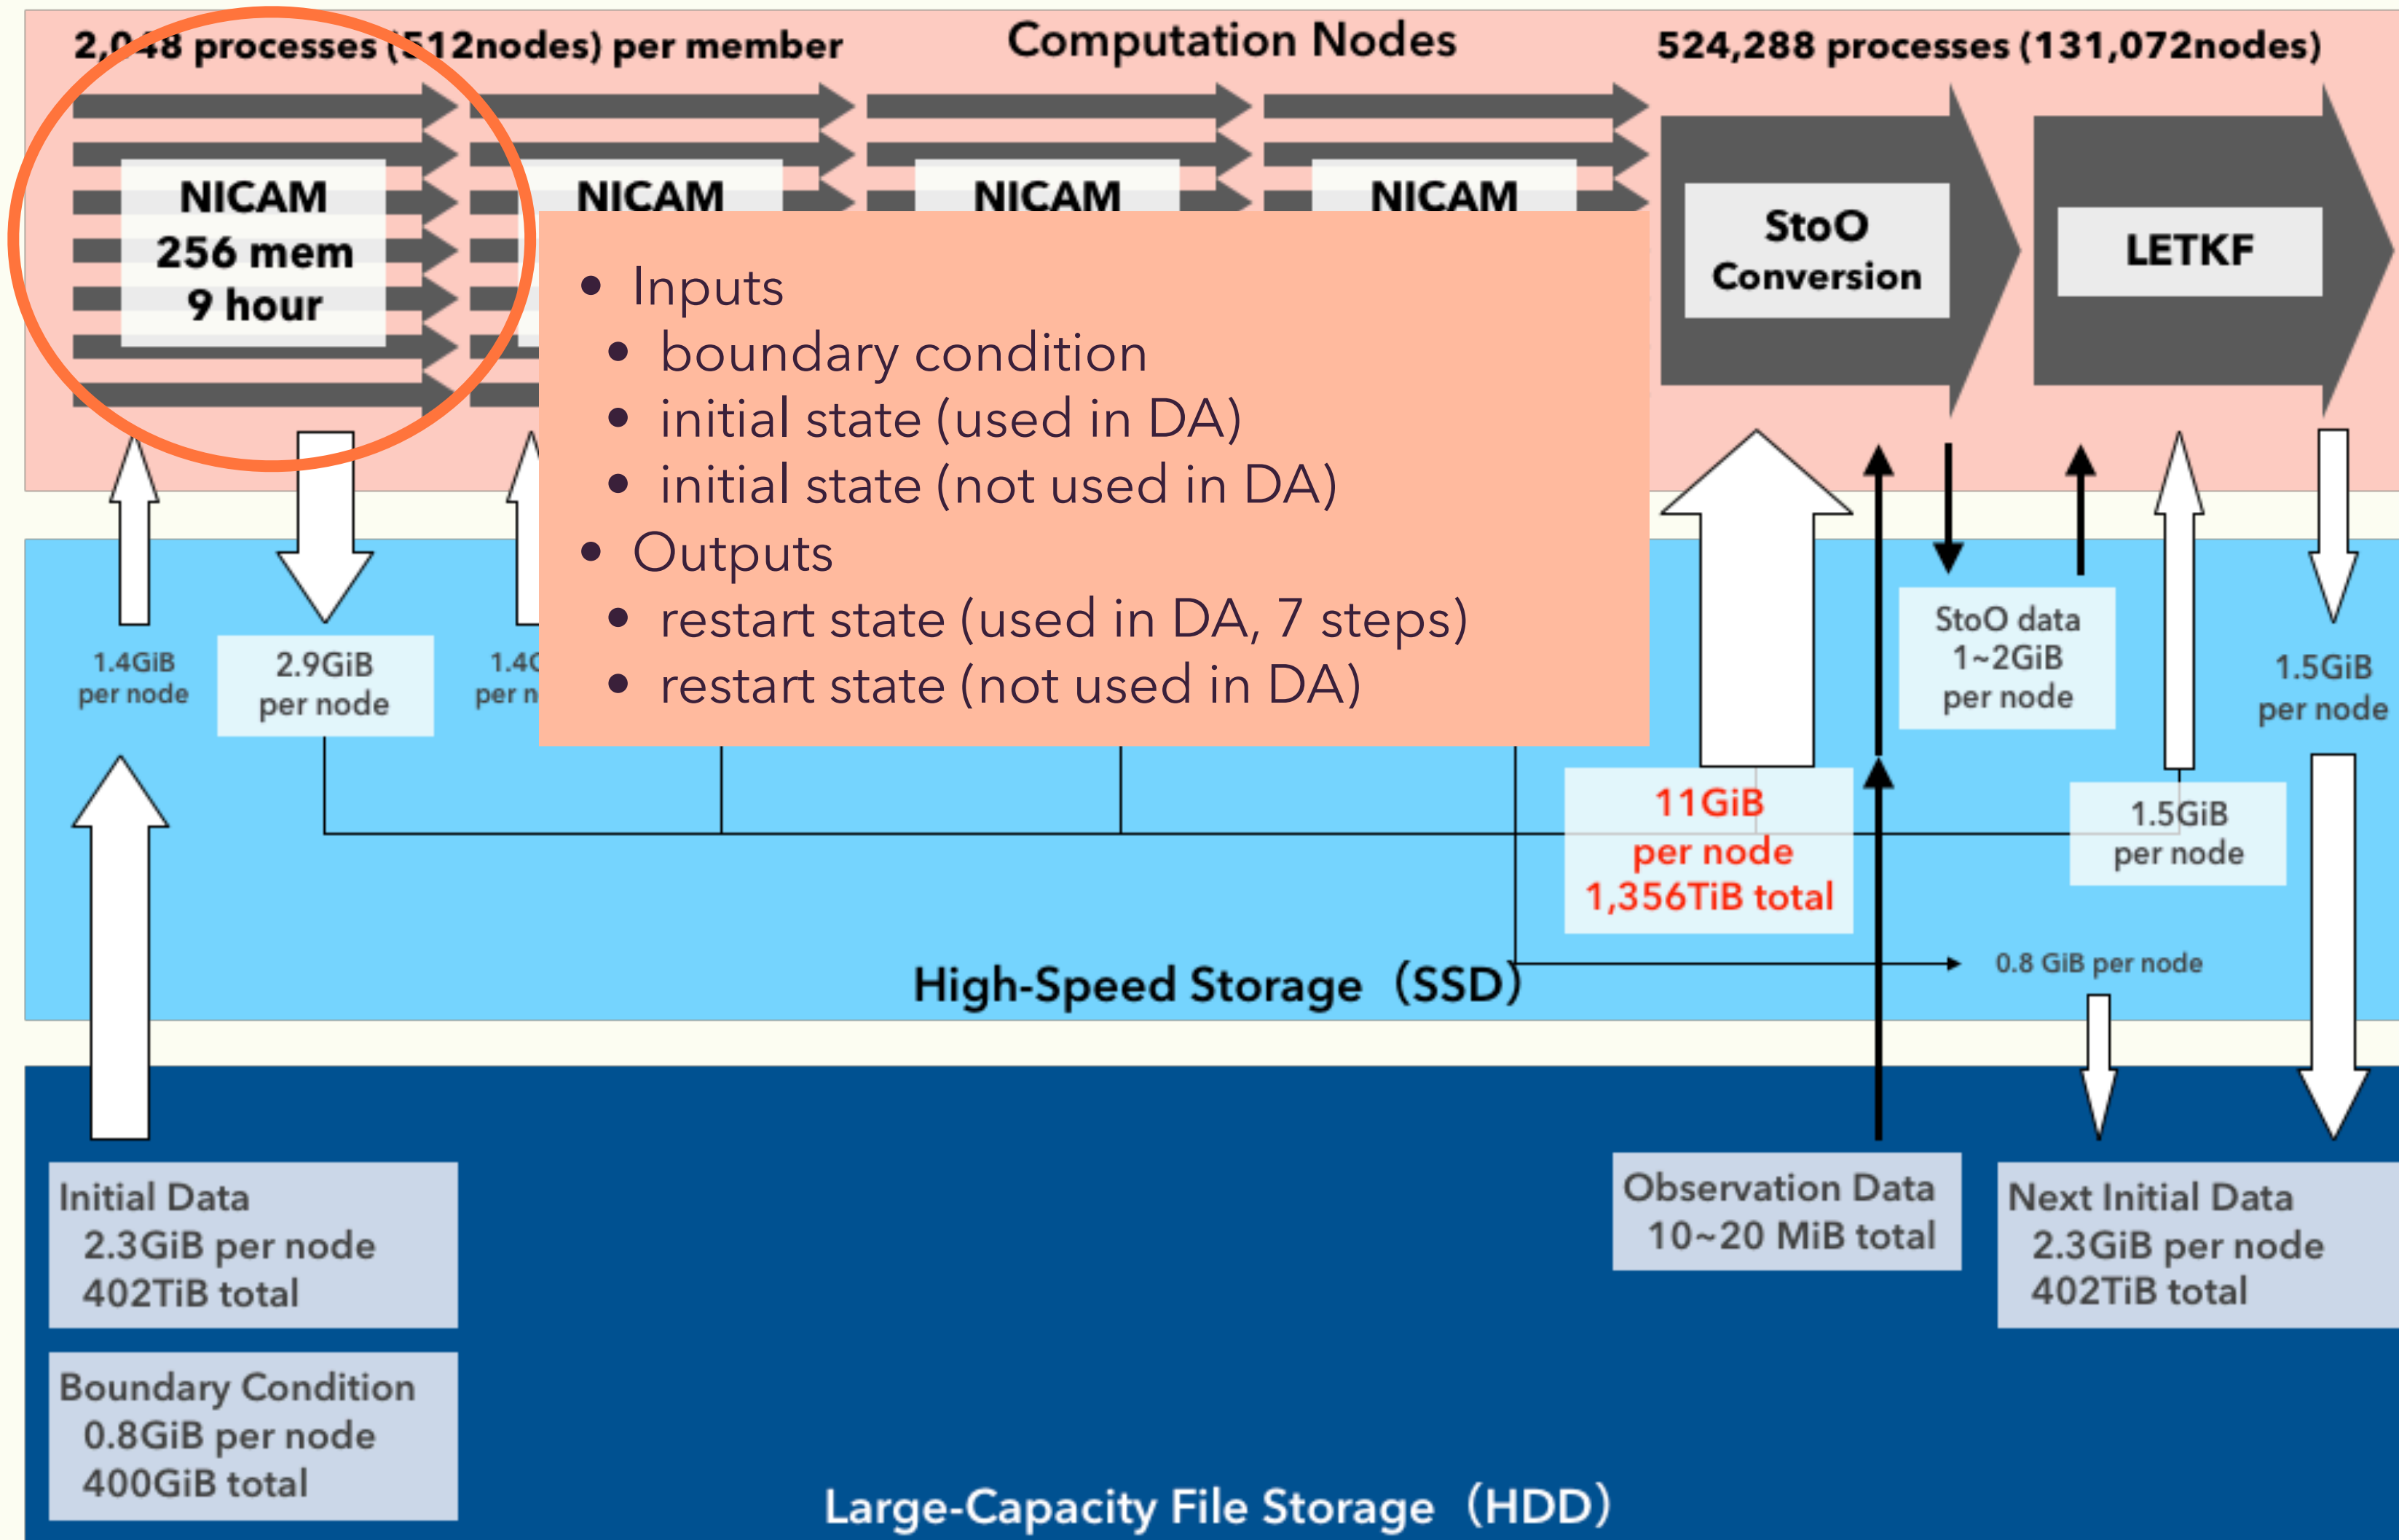 2,048 processes (512nodes) per member
Computation Nodes
524,288 processes (131,072nodes)
NICAM
256 mem
9 hour
NICAM
NICAM
NICAM
StoO
Conversion
LETKF
• Inputs
• boundary condition
• initial state (used in DA)
• initial state (not used in DA)
• Outputs
• restart state (used in DA, 7 steps)
• restart state (not used in DA)
1.4GiB
per node
2.9GiB
per node
1.4
per
StoO data
1~2GiB
per node
1.5GiB
per node
11GiB
per node
1,356TiB total
1.5GiB
per node
0.8 GiB per node
High-Speed Storage（SSD）
Initial Data
2.3GiB per node
402TiB total
Boundary Condition
0.8GiB per node
400GiB total
Observation Data
10~20 MiB total
Next Initial Data
2.3GiB per node
402TiB total
Large-Capacity File Storage（HDD）